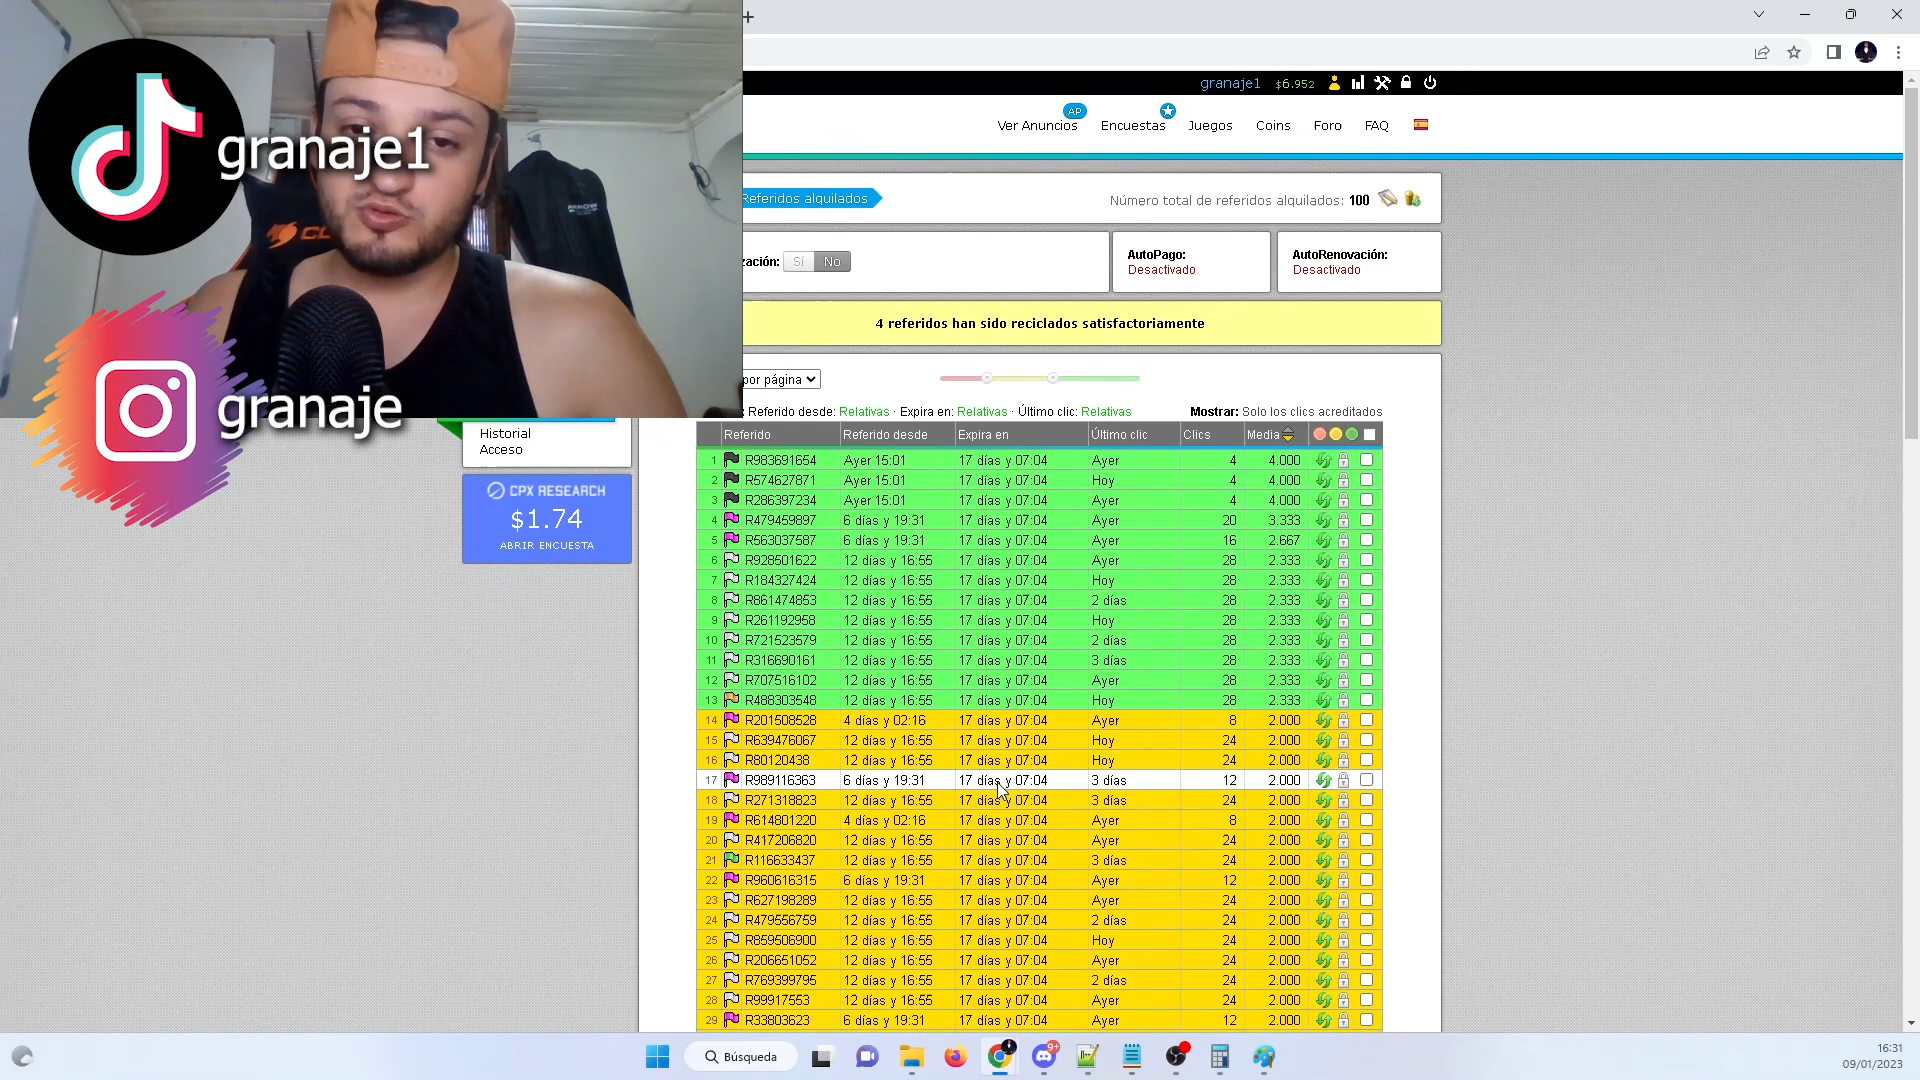 granaje1
granaje
granaje1 $6.952
Ver Anuncios AP Encuestas Juegos Coins Foro FAQ
Referidos alquilados
Número total de referidos alquilados: 100
zación: Sí No
AutoPago:
Desactivado
AutoRenovación:
Desactivado
4 referidos han sido reciclados satisfactoriamente
por página
: Referido desde: Relativas · Expira en: Relativas · Último clic: Relativas
Mostrar: Solo los clics acreditados
Historial
Acceso
CPX RESEARCH
$1.74
ABRIR ENCUESTA
Referido Referido desde Expira en Último clic Clics Media
1 R983691654 Ayer 15:01 17 días y 07:04 Ayer 4 4.000
2 R574627871 Ayer 15:01 17 días y 07:04 Hoy 4 4.000
3 R286397234 Ayer 15:01 17 días y 07:04 Ayer 4 4.000
4 R479459897 6 días y 19:31 17 días y 07:04 Ayer 20 3.333
5 R563037587 6 días y 19:31 17 días y 07:04 Ayer 16 2.667
6 R928501622 12 días y 16:55 17 días y 07:04 Ayer 28 2.333
7 R184327424 12 días y 16:55 17 días y 07:04 Hoy 28 2.333
8 R861474853 12 días y 16:55 17 días y 07:04 2 días 28 2.333
9 R261192958 12 días y 16:55 17 días y 07:04 Hoy 28 2.333
10 R721523579 12 días y 16:55 17 días y 07:04 2 días 28 2.333
11 R316690161 12 días y 16:55 17 días y 07:04 3 días 28 2.333
12 R707516102 12 días y 16:55 17 días y 07:04 Ayer 28 2.333
13 R488303548 12 días y 16:55 17 días y 07:04 Hoy 28 2.333
14 R201508528 4 días y 02:16 17 días y 07:04 Ayer 8 2.000
15 R639476067 12 días y 16:55 17 días y 07:04 Hoy 24 2.000
16 R80120438 12 días y 16:55 17 días y 07:04 Hoy 24 2.000
17 R989116363 6 días y 19:31 17 días y 07:04 3 días 12 2.000
18 R271318823 12 días y 16:55 17 días y 07:04 3 días 24 2.000
19 R614801220 4 días y 02:16 17 días y 07:04 Ayer 8 2.000
20 R417206820 12 días y 16:55 17 días y 07:04 Ayer 24 2.000
21 R116633437 12 días y 16:55 17 días y 07:04 3 días 24 2.000
22 R960616315 6 días y 19:31 17 días y 07:04 Ayer 12 2.000
23 R627198289 12 días y 16:55 17 días y 07:04 Ayer 24 2.000
24 R479556759 12 días y 16:55 17 días y 07:04 2 días 24 2.000
25 R859506900 12 días y 16:55 17 días y 07:04 Hoy 24 2.000
26 R206651052 12 días y 16:55 17 días y 07:04 Ayer 24 2.000
27 R769399795 12 días y 16:55 17 días y 07:04 2 días 24 2.000
28 R99917553 12 días y 16:55 17 días y 07:04 Ayer 24 2.000
29 R33803623 6 días y 19:31 17 días y 07:04 Ayer 12 2.000
Búsqueda
9+
16:31
09/01/2023